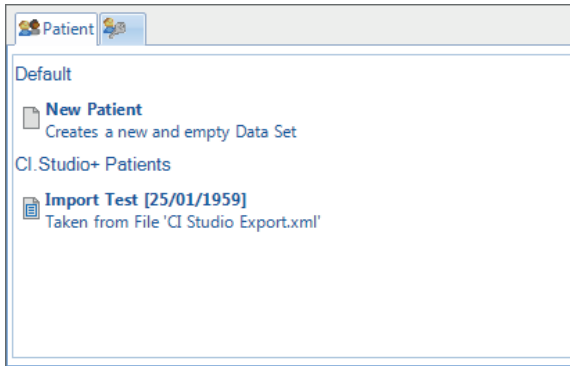 Patient
Default
New Patient
Creates a new and empty Data Set
CI.Studio+ Patients
Import Test [25/01/1959]
Taken from File 'CI Studio Export.xml'